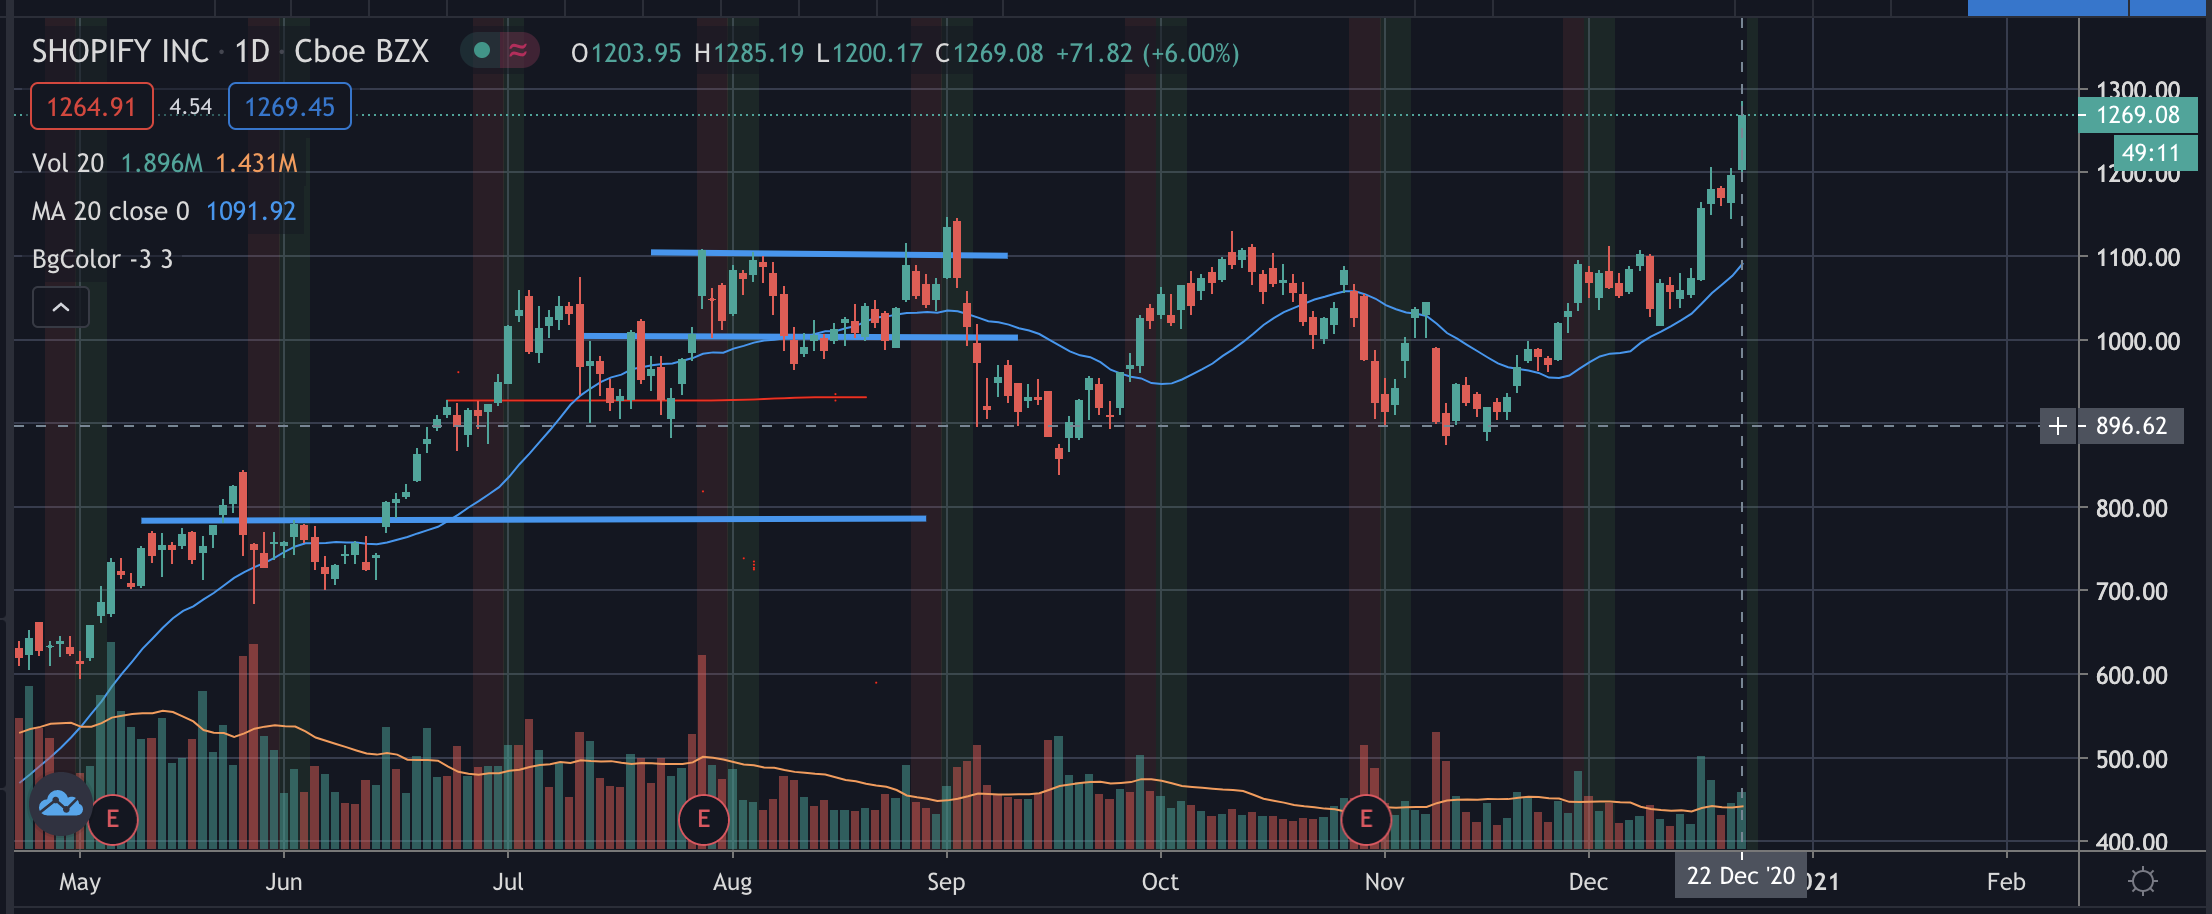 SHOPIFY INC · 1D · Cboe BZX ≈ O1203.95 H1285.19 L1200.17 C1269.08 +71.82 (+6.00%)
1264.91 4.54 1269.45
Vol 20 1.896M 1.431M
MA 20 close 0 1091.92
BgColor -3 3
1300.00
1269.08
49:11
1200.00
1100.00
1000.00
896.62
800.00
700.00
600.00
500.00
400.00
E E E
May Jun Jul Aug Sep Oct Nov Dec 22 Dec '20 021 Feb